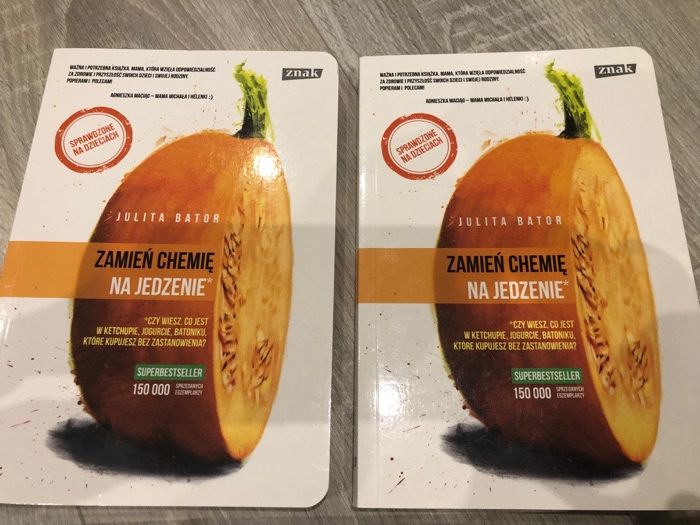 WAŻNA I POTRZEBNA KSIĄŻKA. MAMA, KTÓRA WZIĘŁA ODPOWIEDZIALNOŚĆ
ZA ZDROWIE I PRZYSZŁOŚĆ SWOICH DZIECI I SWOJEJ RODZINY.
POPIERAM I POLECAM!
AGNIESZKA MACIĄG – MAMA MICHAŁA I HELENKI :)
znak
SPRAWDZONE
NA DZIECIACH
JULITA BATOR
ZAMIEŃ CHEMIĘ
NA JEDZENIE*
*CZY WIESZ, CO JEST
W KETCHUPIE, JOGURCIE, BATONIKU,
KTÓRE KUPUJESZ BEZ ZASTANOWIENIA?
SUPERBESTSELLER
150 000 SPRZEDANYCH
EGZEMPLARZY
WAŻNA I POTRZEBNA KSIĄŻKA. MAMA, KTÓRA WZIĘŁA ODPOWIEDZIALNOŚĆ
ZA ZDROWIE I PRZYSZŁOŚĆ SWOICH DZIECI I SWOJEJ RODZINY.
POPIERAM I POLECAM!
AGNIESZKA MACIĄG – MAMA MICHAŁA I HELENKI :)
znak
SPRAWDZONE
NA DZIECIACH
JULITA BATOR
ZAMIEŃ CHEMIĘ
NA JEDZENIE*
*CZY WIESZ, CO JEST
W KETCHUPIE, JOGURCIE, BATONIKU,
KTÓRE KUPUJESZ BEZ ZASTANOWIENIA?
SUPERBESTSELLER
150 000 SPRZEDANYCH
EGZEMPLARZY